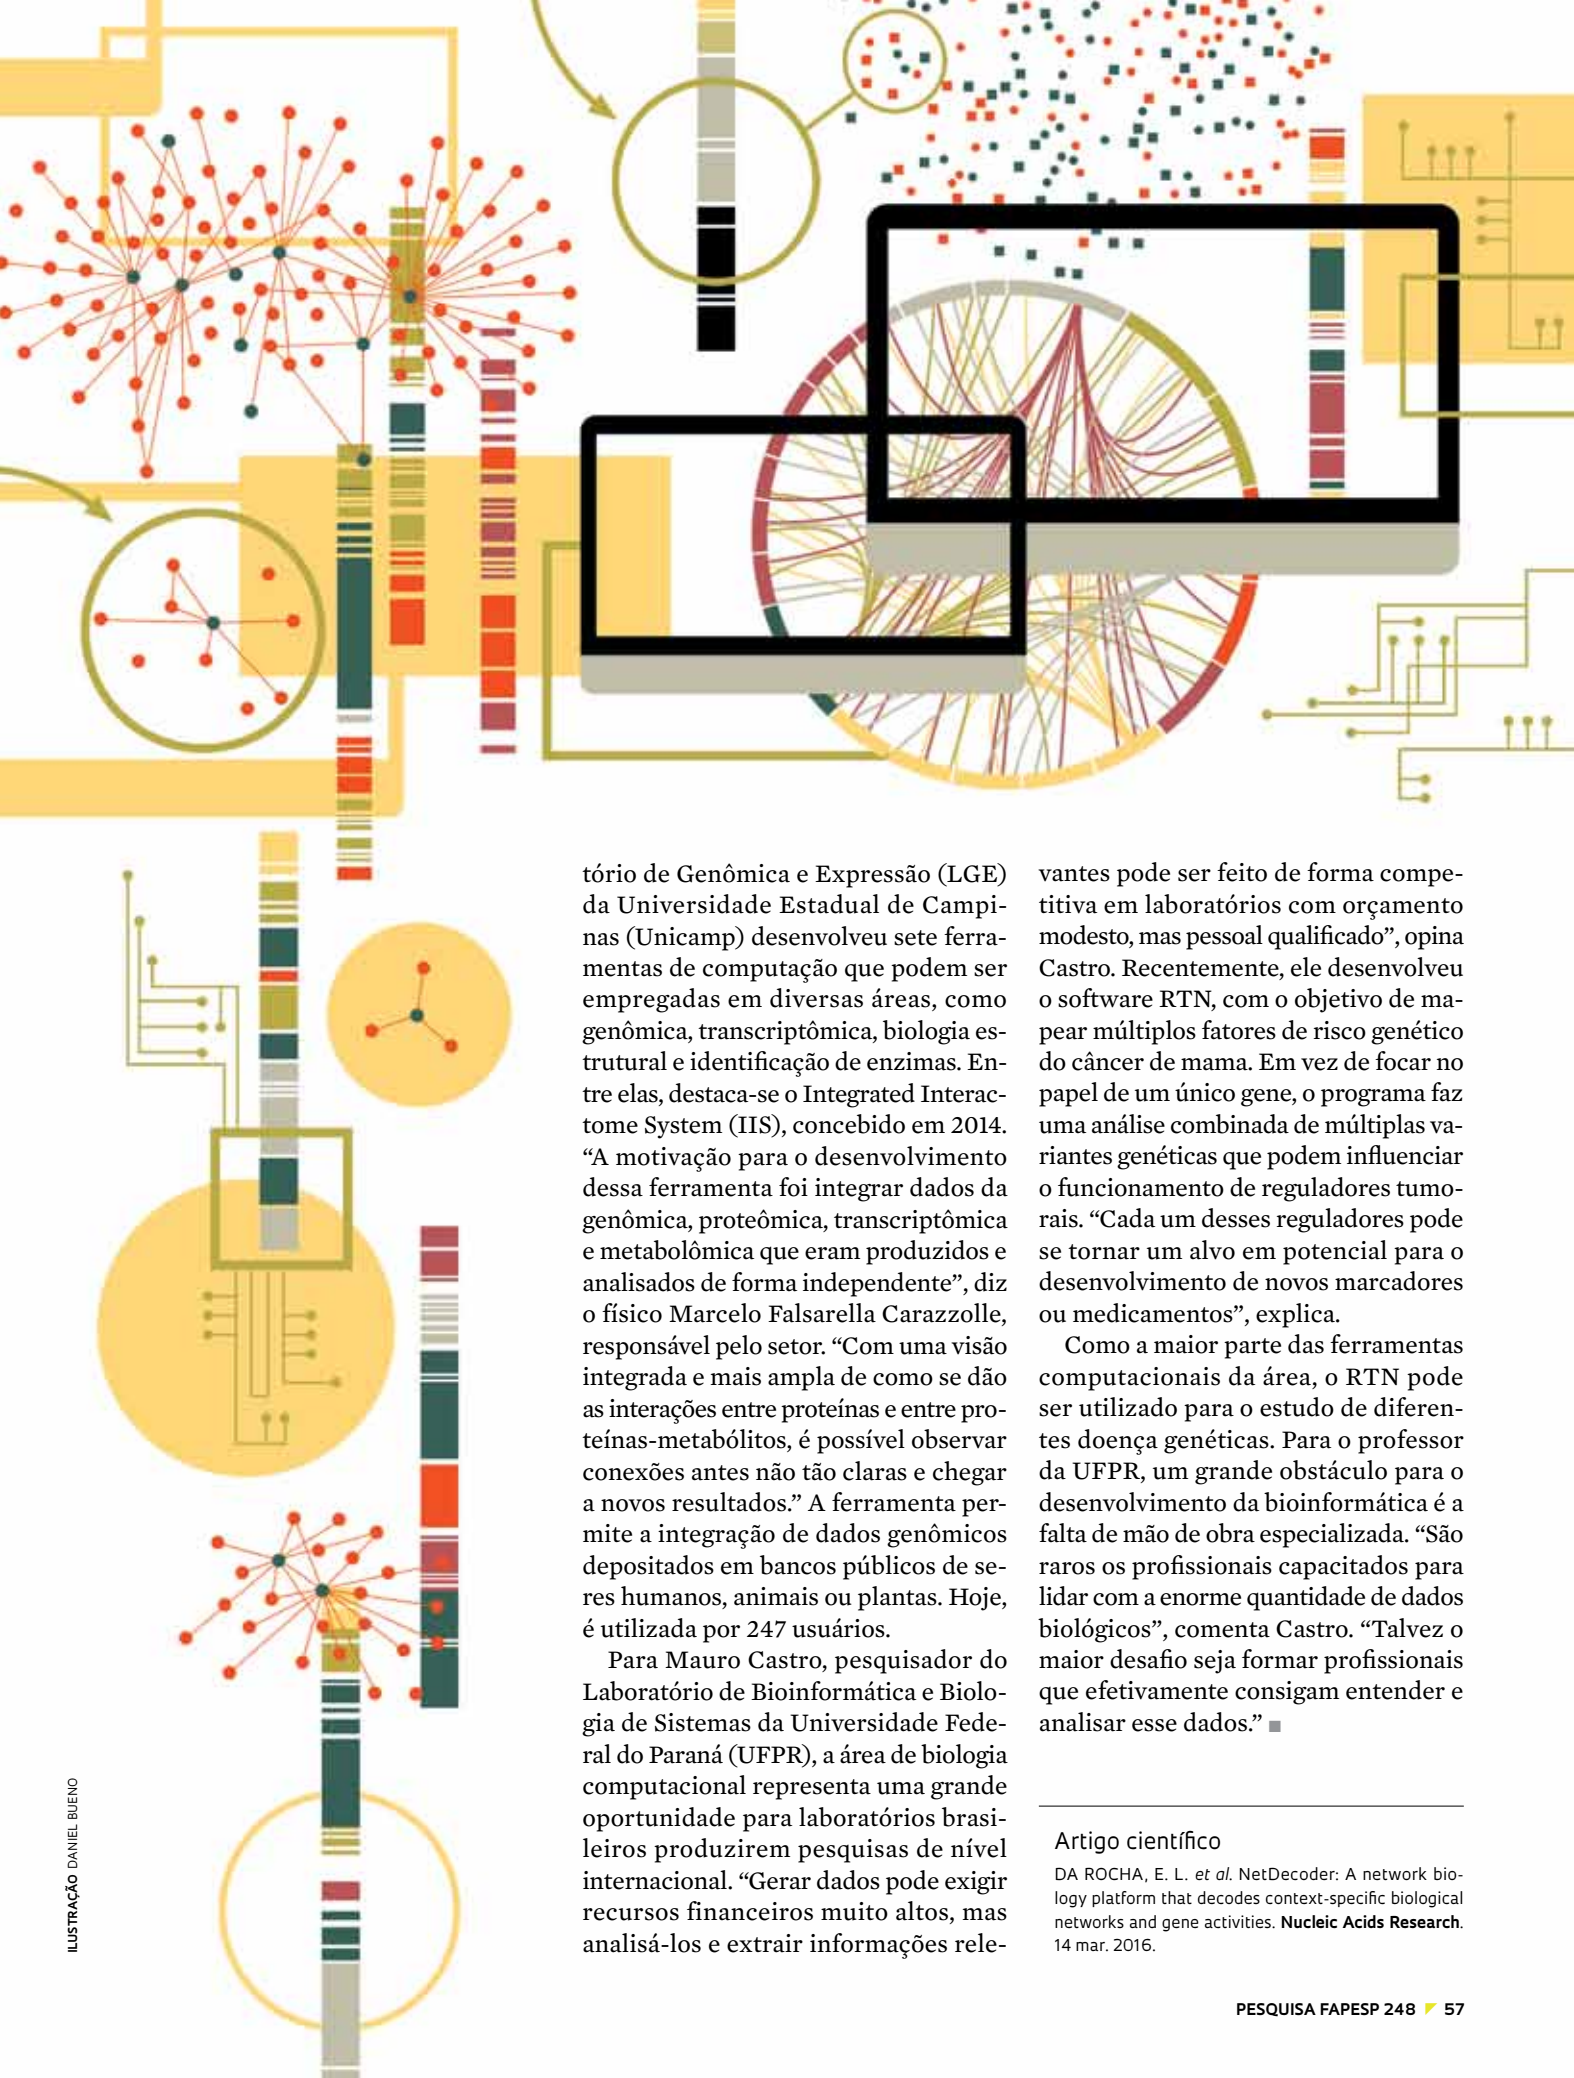 tório de Genômica e Expressão (LGE)
da Universidade Estadual de Campi-
nas (Unicamp) desenvolveu sete ferra-
mentas de computação que podem ser
empregadas em diversas áreas, como
genômica, transcriptômica, biologia es-
trutural e identificação de enzimas. En-
tre elas, destaca-se o Integrated Interac-
tome System (IIS), concebido em 2014.
“A motivação para o desenvolvimento
dessa ferramenta foi integrar dados da
genômica, proteômica, transcriptômica
e metabolômica que eram produzidos e
analisados de forma independente”, diz
o físico Marcelo Falsarella Carazzolle,
responsável pelo setor. “Com uma visão
integrada e mais ampla de como se dão
as interações entre proteínas e entre pro-
teínas-metabólitos, é possível observar
conexões antes não tão claras e chegar
a novos resultados.” A ferramenta per-
mite a integração de dados genômicos
depositados em bancos públicos de se-
res humanos, animais ou plantas. Hoje,
é utilizada por 247 usuários.
Para Mauro Castro, pesquisador do
Laboratório de Bioinformática e Biolo-
gia de Sistemas da Universidade Fede-
ral do Paraná (UFPR), a área de biologia
computacional representa uma grande
oportunidade para laboratórios brasi-
leiros produzirem pesquisas de nível
internacional. “Gerar dados pode exigir
recursos financeiros muito altos, mas
analisá-los e extrair informações rele-
vantes pode ser feito de forma compe-
titiva em laboratórios com orçamento
modesto, mas pessoal qualificado”, opina
Castro. Recentemente, ele desenvolveu
o software RTN, com o objetivo de ma-
pear múltiplos fatores de risco genético
do câncer de mama. Em vez de focar no
papel de um único gene, o programa faz
uma análise combinada de múltiplas va-
riantes genéticas que podem influenciar
o funcionamento de reguladores tumo-
rais. “Cada um desses reguladores pode
se tornar um alvo em potencial para o
desenvolvimento de novos marcadores
ou medicamentos”, explica.
Como a maior parte das ferramentas
computacionais da área, o RTN pode
ser utilizado para o estudo de diferen-
tes doença genéticas. Para o professor
da UFPR, um grande obstáculo para o
desenvolvimento da bioinformática é a
falta de mão de obra especializada. “São
raros os profissionais capacitados para
lidar com a enorme quantidade de dados
biológicos”, comenta Castro. “Talvez o
maior desafio seja formar profissionais
que efetivamente consigam entender e
analisar esse dados.” ■
Artigo científico
DA ROCHA, E. L. et al. NetDecoder: A network bio-
logy platform that decodes context-specific biological
networks and gene activities. Nucleic Acids Research.
14 mar. 2016.
ILUSTRAÇÃO DANIEL BUENO
PESQUISA FAPESP 248 57